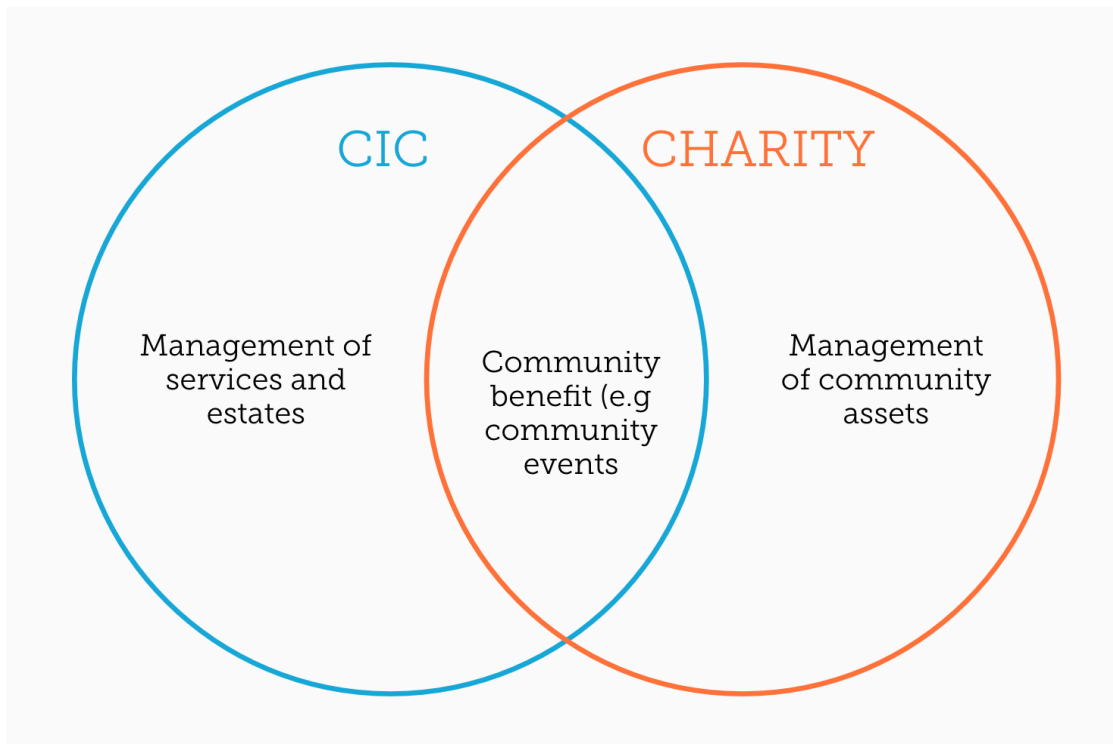 CIC
CHARITY
Management of
services and
estates
Community
benefit (e.g
community
events
Management
of community
assets